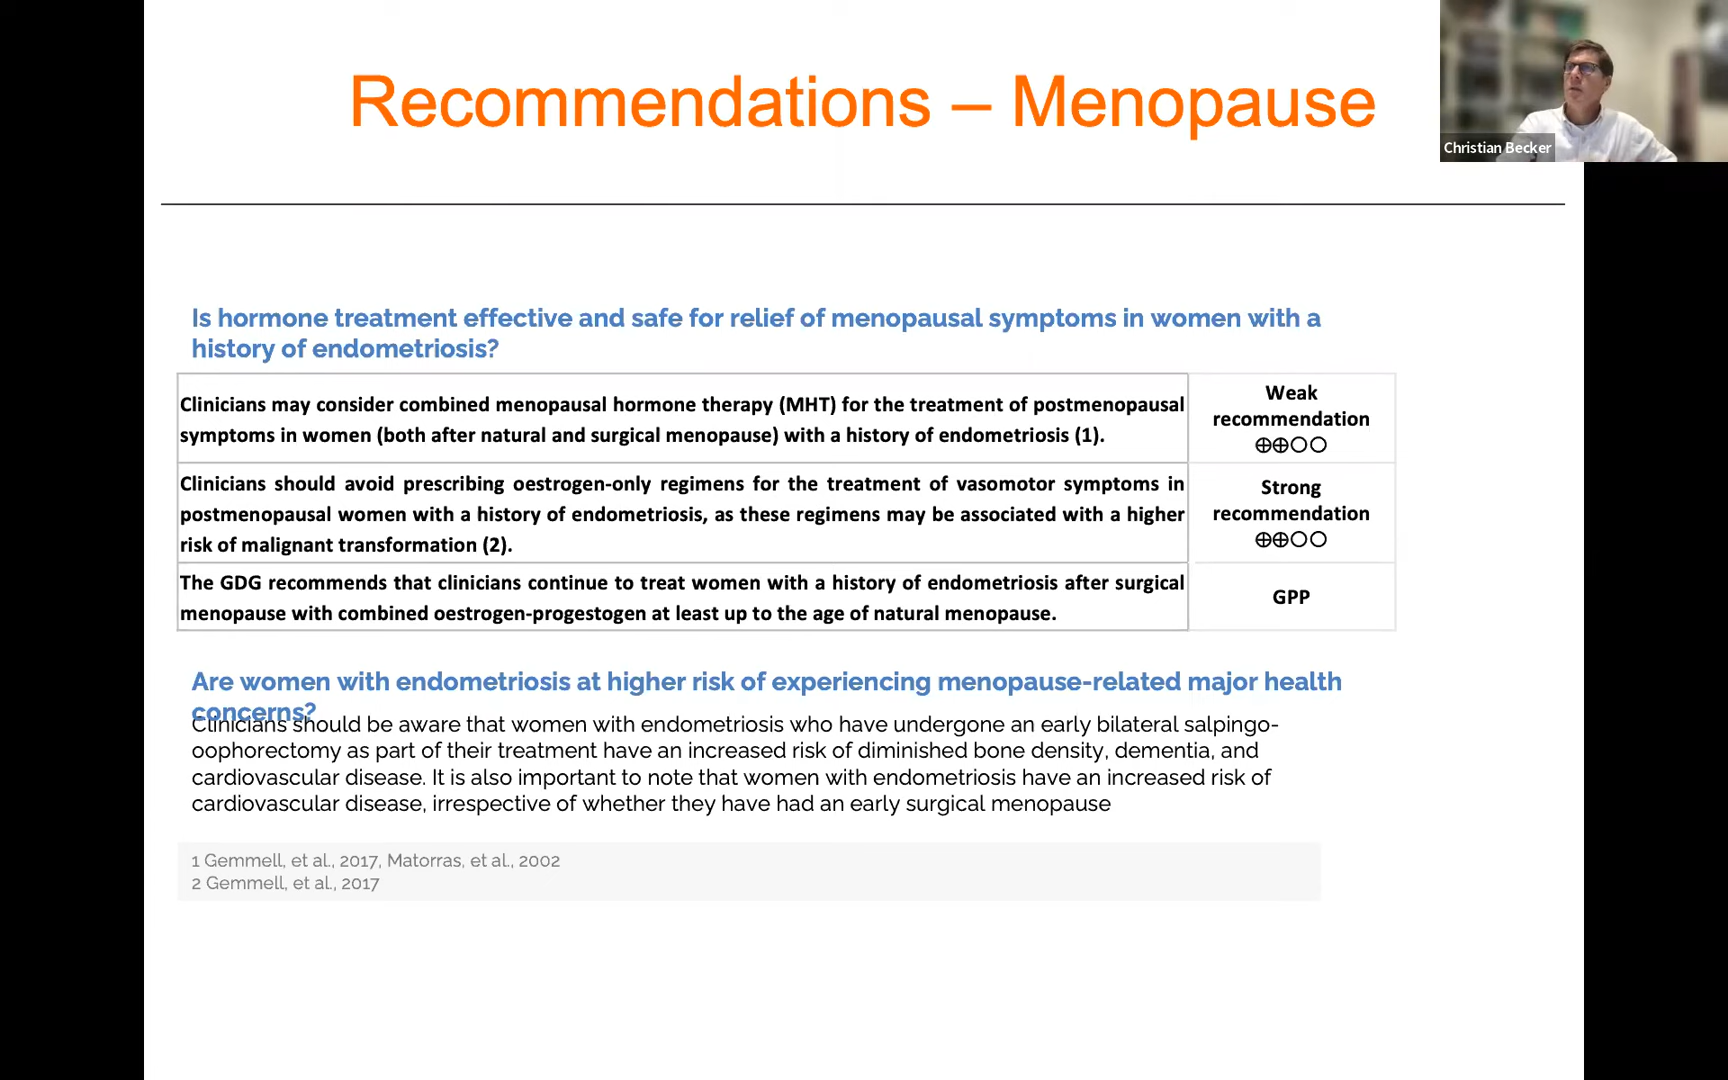 Recommendations – Menopause
Christian Becker
Is hormone treatment effective and safe for relief of menopausal symptoms in women with a
history of endometriosis?
Clinicians may consider combined menopausal hormone therapy (MHT) for the treatment of postmenopausal
symptoms in women (both after natural and surgical menopause) with a history of endometriosis (1).
Weak
recommendation
⊕⊕○○
Clinicians should avoid prescribing oestrogen-only regimens for the treatment of vasomotor symptoms in
postmenopausal women with a history of endometriosis, as these regimens may be associated with a higher
risk of malignant transformation (2).
Strong
recommendation
⊕⊕○○
The GDG recommends that clinicians continue to treat women with a history of endometriosis after surgical
menopause with combined oestrogen-progestogen at least up to the age of natural menopause.
GPP
Are women with endometriosis at higher risk of experiencing menopause-related major health
concerns?
Clinicians should be aware that women with endometriosis who have undergone an early bilateral salpingo-
oophorectomy as part of their treatment have an increased risk of diminished bone density, dementia, and
cardiovascular disease. It is also important to note that women with endometriosis have an increased risk of
cardiovascular disease, irrespective of whether they have had an early surgical menopause
1 Gemmell, et al., 2017, Matorras, et al., 2002
2 Gemmell, et al., 2017